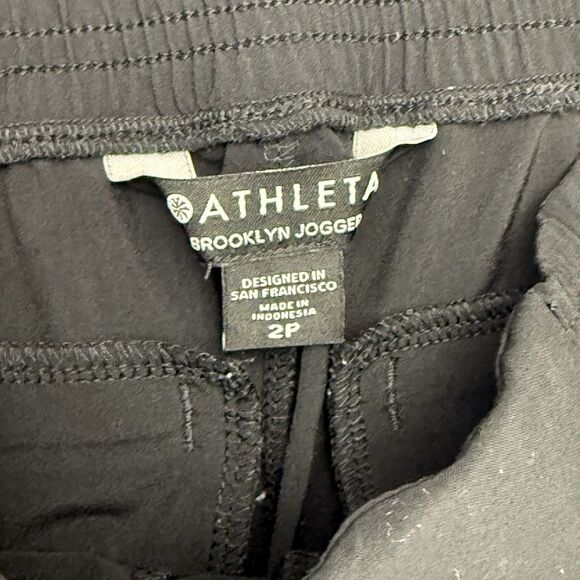 ATHLETA
BROOKLYN JOGGER
DESIGNED IN
SAN FRANCISCO
MADE IN
INDONESIA
2P